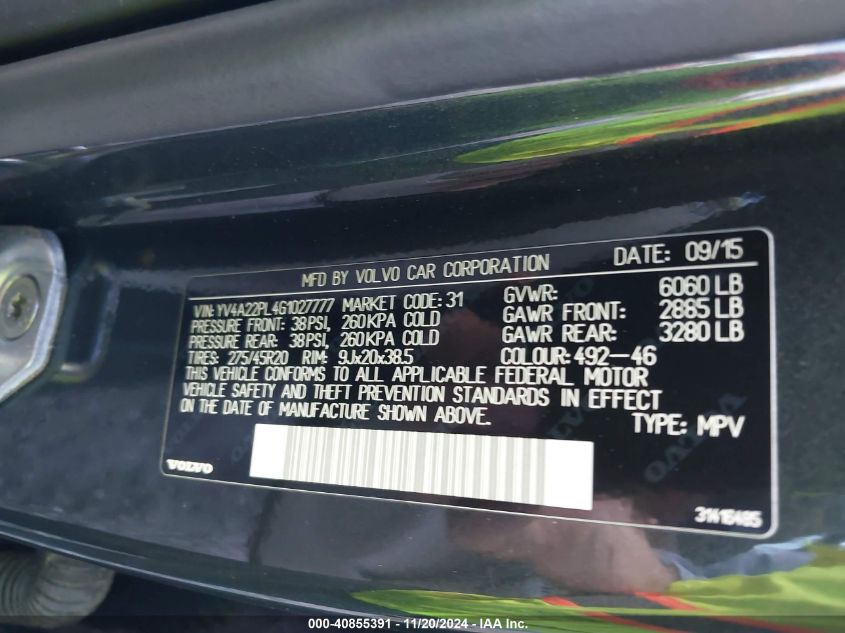 MFD BY VOLVO CAR CORPORATION DATE: 09/15
VIN: YV4A22PL4G1027777 MARKET CODE: 31 GVWR: 6060 LB
PRESSURE FRONT: 38PSI, 260KPA COLD GAWR FRONT: 2885 LB
PRESSURE REAR: 38PSI, 260KPA COLD GAWR REAR: 3280 LB
TIRES: 275/45R20 RIM: 9Jx20x38.5 COLOUR: 492-46
THIS VEHICLE CONFORMS TO ALL APPLICABLE FEDERAL MOTOR
VEHICLE SAFETY AND THEFT PREVENTION STANDARDS IN EFFECT
ON THE DATE OF MANUFACTURE SHOWN ABOVE. TYPE: MPV
VOLVO
31416485
000-40855391 - 11/20/2024 - IAA Inc.